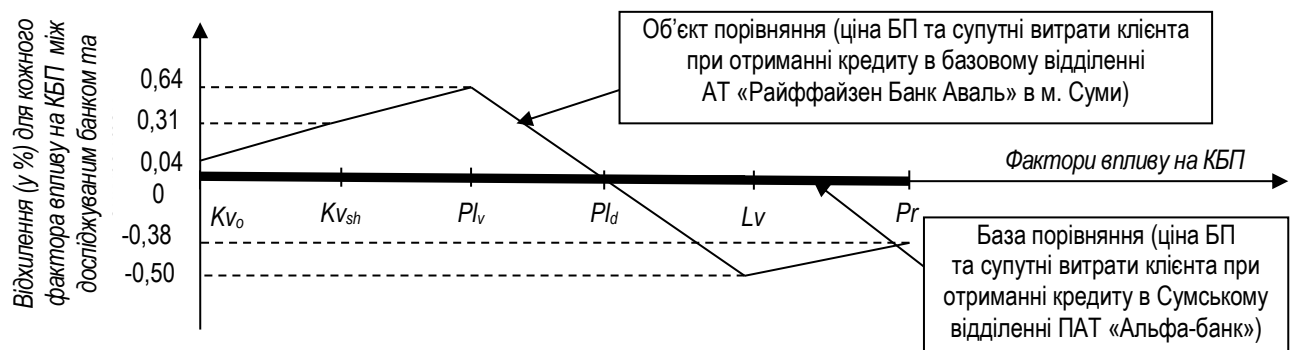 Відхилення (у %) для кожного
фактора впливу на КБП між
досліджуваним банком та
Об’єкт порівняння (ціна БП та супутні витрати клієнта
при отриманні кредиту в базовому відділенні
АТ «Райффайзен Банк Аваль» в м. Суми)
0,64
0,31
0,04
0
-0,38
-0,50
Фактори впливу на КБП
Kvo Kvsh Plv Pld Lv Pr
База порівняння (ціна БП
та супутні витрати клієнта при
отриманні кредиту в Сумському
відділенні ПАТ «Альфа-банк»)